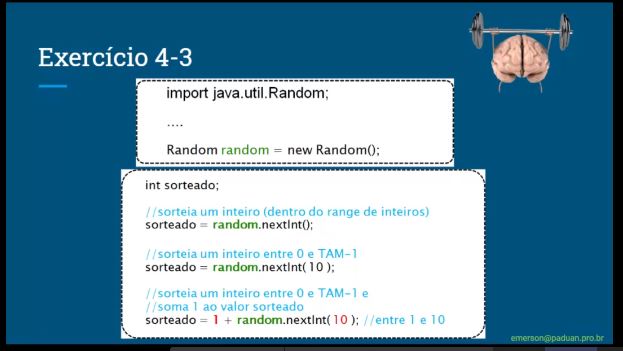 Exercício 4-3
import java.util.Random;
....
Random random = new Random();
int sorteado;
//sorteia um inteiro (dentro do range de inteiros)
sorteado = random.nextInt();
//sorteia um inteiro entre 0 e TAM-1
sorteado = random.nextInt( 10 );
//sorteia um inteiro entre 0 e TAM-1 e
//soma 1 ao valor sorteado
sorteado = 1 + random.nextInt( 10 ); //entre 1 e 10
emerson@paduan.pro.br